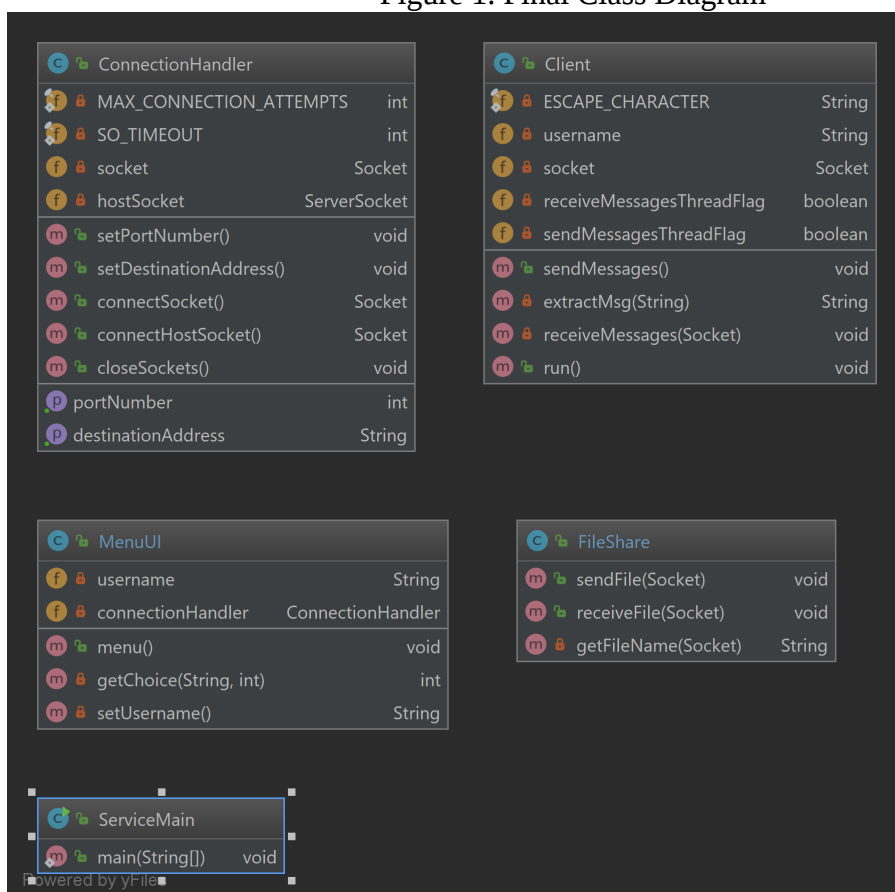 Figure 1: Final Class Diagram
ConnectionHandler
MAX_CONNECTION_ATTEMPTS int
SO_TIMEOUT int
socket Socket
hostSocket ServerSocket
setPortNumber() void
setDestinationAddress() void
connectSocket() Socket
connectHostSocket() Socket
closeSockets() void
portNumber int
destinationAddress String
Client
ESCAPE_CHARACTER String
username String
socket Socket
receiveMessagesThreadFlag boolean
sendMessagesThreadFlag boolean
sendMessages() void
extractMsg(String) String
receiveMessages(Socket) void
run() void
MenuUI
username String
connectionHandler ConnectionHandler
menu() void
getChoice(String, int) int
setUsername() String
FileShare
sendFile(Socket) void
receiveFile(Socket) void
getFileName(Socket) String
ServiceMain
main(String[]) void
Powered by yFiles